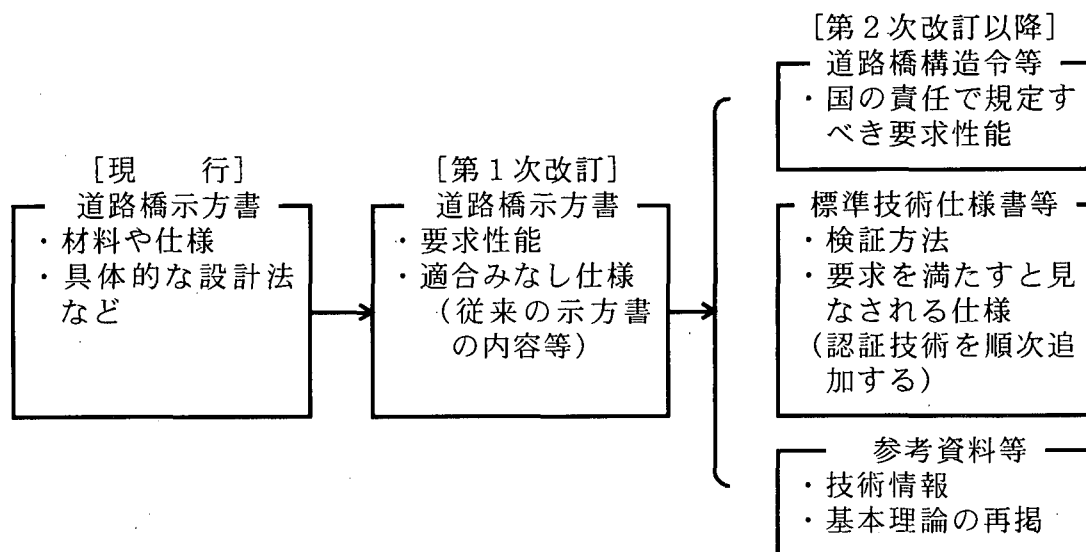 [現　　行]
道路橋示方書
・材料や仕様
・具体的な設計法
など
[第１次改訂]
道路橋示方書
・要求性能
・適合みなし仕様
（従来の示方書
の内容等）
[第２次改訂以降]
道路橋構造令等
・国の責任で規定す
べき要求性能
標準技術仕様書等
・検証方法
・要求を満たすと見
なされる仕様
（認証技術を順次追
加する）
参考資料等
・技術情報
・基本理論の再掲